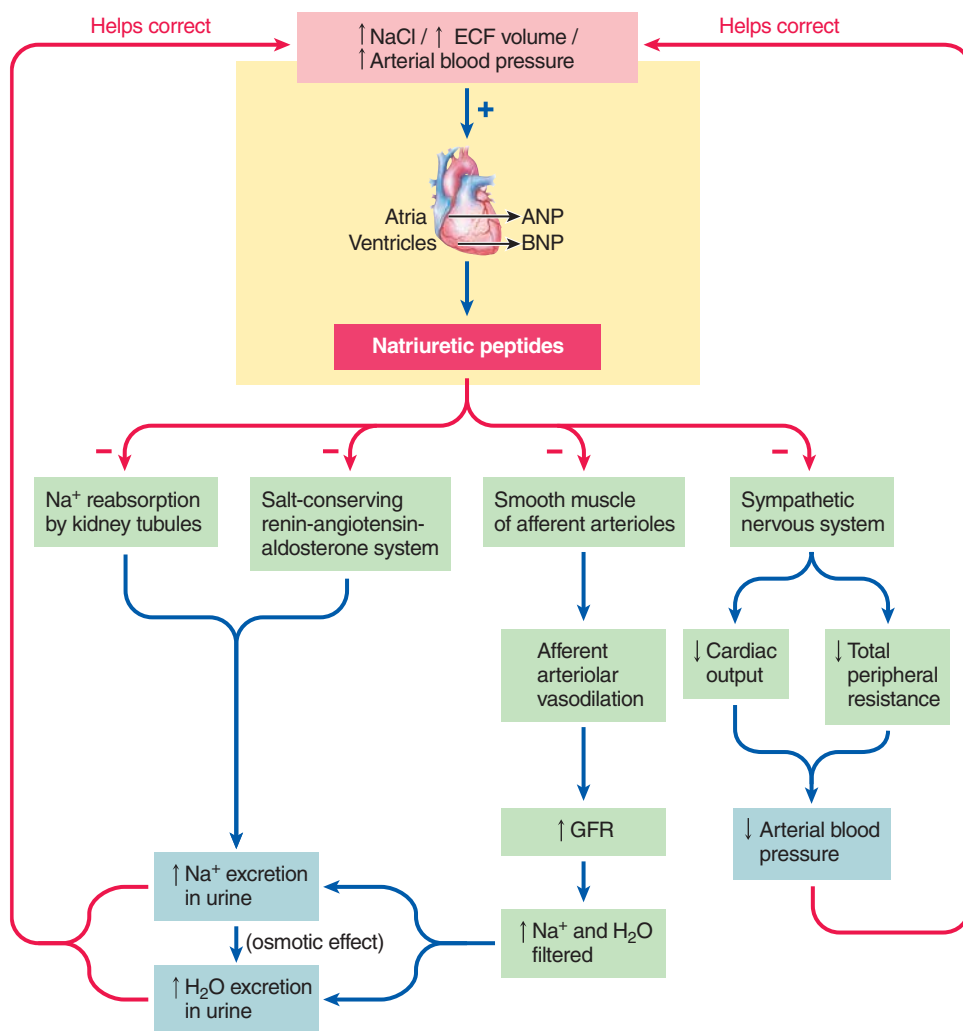 Helps correct
Helps correct
↑NaCl / ↑ ECF volume /
↑Arterial blood pressure
+
Atria
ANP
Ventricles
BNP
Natriuretic peptides
–
–
–
–
Na⁺ reabsorption
by kidney tubules
Salt-conserving
renin-angiotensin-
aldosterone system
Smooth muscle
of afferent arterioles
Sympathetic
nervous system
Afferent
arteriolar
vasodilation
↓ Cardiac
output
↓ Total
peripheral
resistance
↑ GFR
↓ Arterial blood
pressure
↑ Na⁺ excretion
in urine
(osmotic effect)
↑ H₂O excretion
in urine
↑ Na⁺ and H₂O
filtered